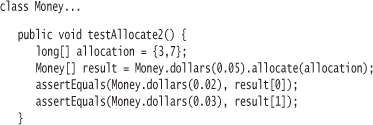 class Money...
public void testAllocate2() {
long[] allocation = {3,7};
Money[] result = Money.dollars(0.05).allocate(allocation);
assertEquals(Money.dollars(0.02), result[0]);
assertEquals(Money.dollars(0.03), result[1]);
}